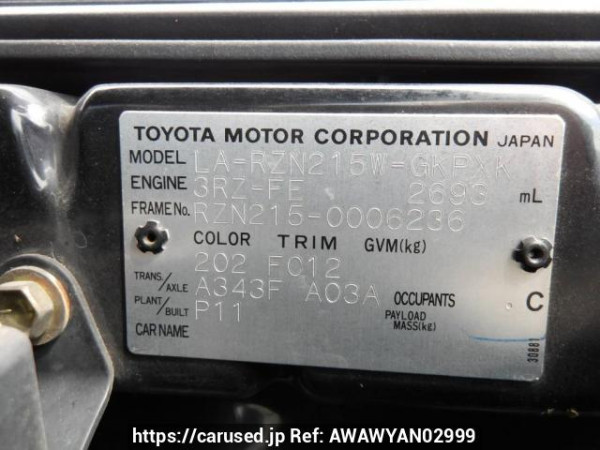 TOYOTA MOTOR CORPORATION JAPAN
MODEL LA-RZN215W-GKPXK
ENGINE 3RZ-FE 2693 mL
FRAME No. RZN215-0006236
COLOR TRIM GVM(kg)
202 FC12
TRANS./AXLE A343F A03A OCCUPANTS C
PLANT/BUILT P11 PAYLOAD MASS(kg)
CAR NAME
30881
https://carused.jp Ref: AWAWYAN02999